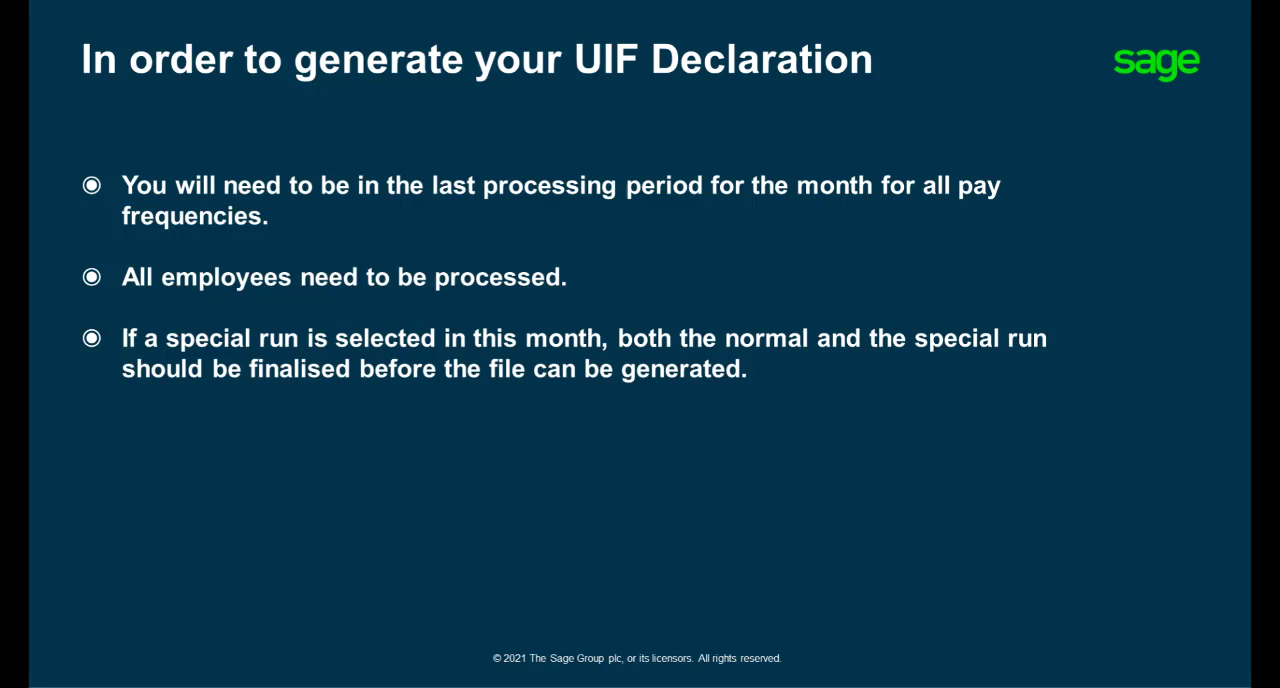 In order to generate your UIF Declaration
sage
◉ You will need to be in the last processing period for the month for all pay
frequencies.
◉ All employees need to be processed.
◉ If a special run is selected in this month, both the normal and the special run
should be finalised before the file can be generated.
© 2021 The Sage Group plc, or its licensors. All rights reserved.